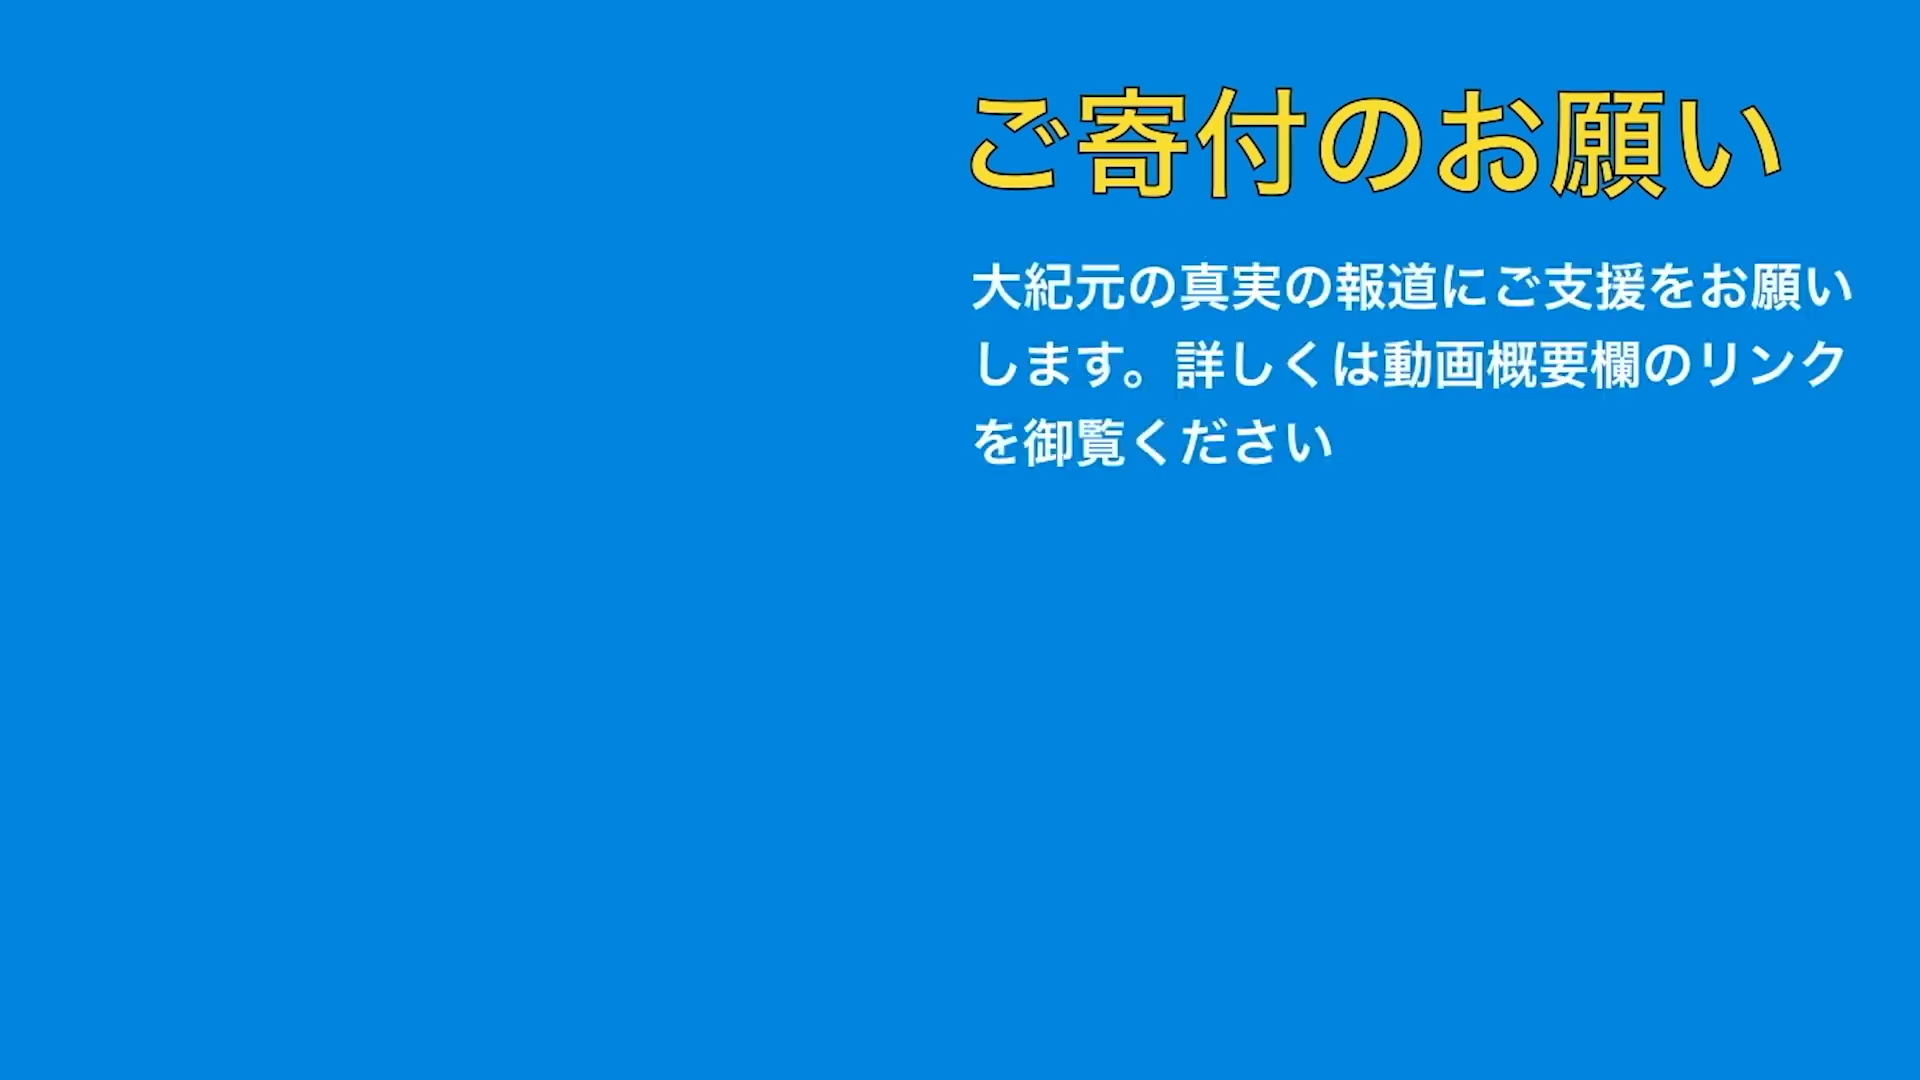 ご寄付のお願い
大紀元の真実の報道にご支援をお願い
します。詳しくは動画概要欄のリンク
を御覧ください